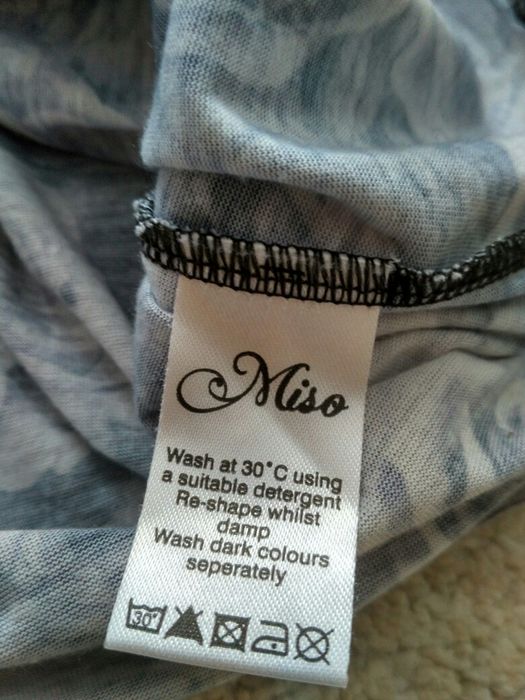 Miso
Wash at 30°C using
a suitable detergent
Re-shape whilst
damp
Wash dark colours
seperately
30°